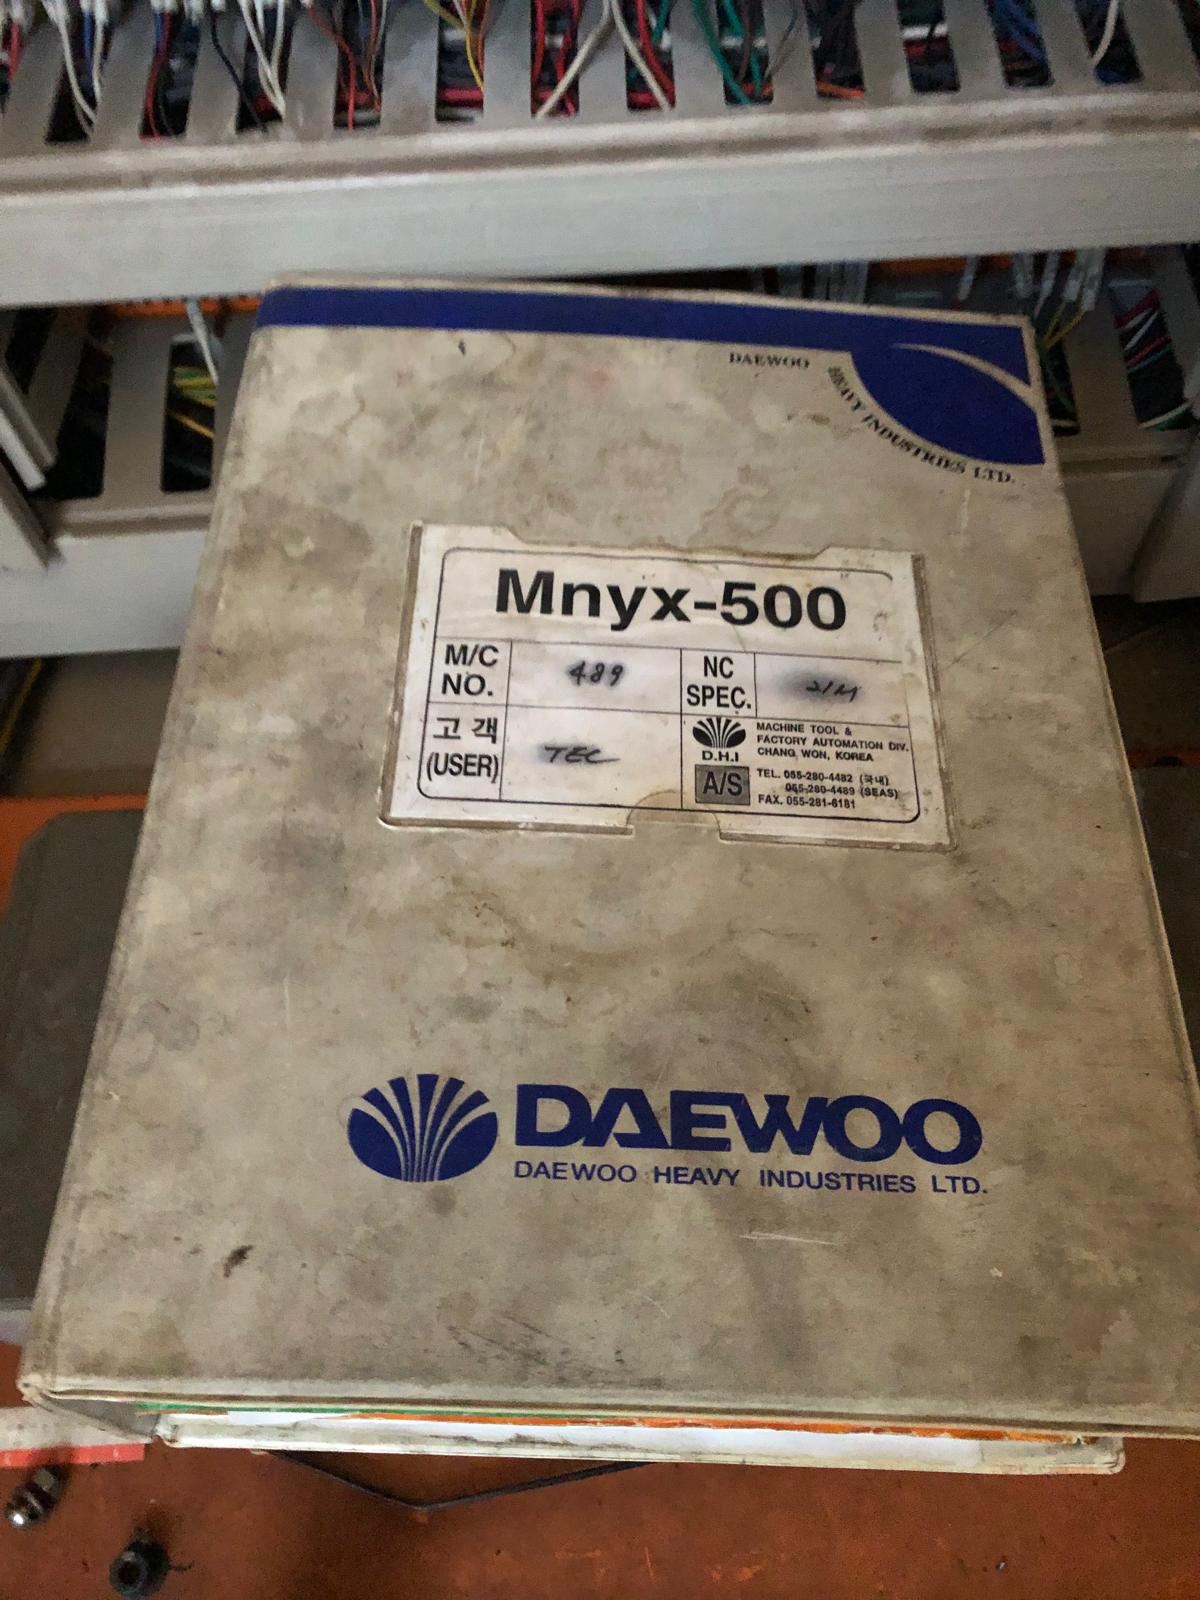 DAEWOO HEAVY INDUSTRIES LTD.
Mnyx-500
M/C NO.
489
NC SPEC.
21M
고객 (USER)
TEC
D.H.I
MACHINE TOOL &
FACTORY AUTOMATION DIV.
CHANG WON, KOREA
A/S
TEL. 055-280-4482 (국내)
055-280-4489 (SEAS)
FAX. 055-281-6181
DAEWOO
DAEWOO HEAVY INDUSTRIES LTD.